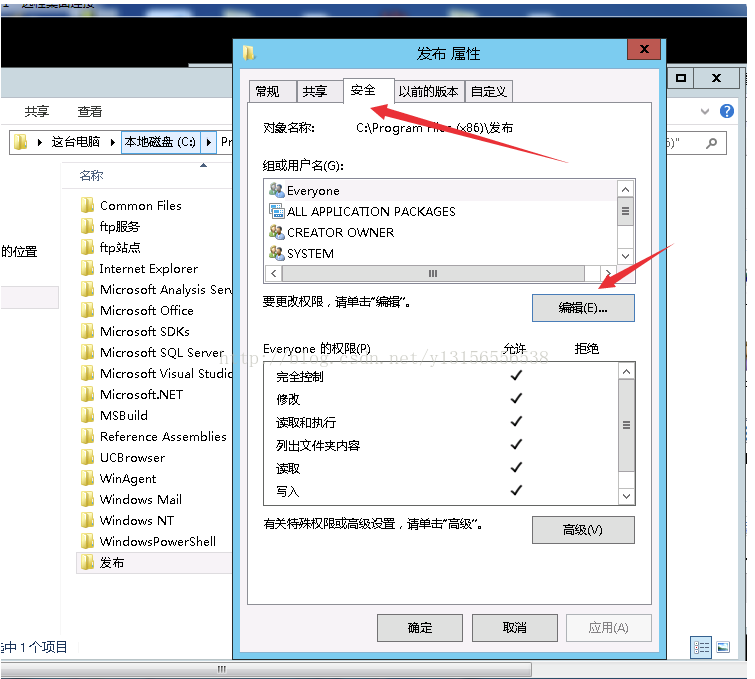 发布 属性
共享 查看
常规 共享 安全 以前的版本 自定义
这台电脑 本地磁盘 (C:) Pr
对象名称: C:\Program Files (x86)\发布
组或用户名(G):
Everyone
ALL APPLICATION PACKAGES
CREATOR OWNER
SYSTEM
要更改权限，请单击"编辑"。
编辑(E)...
Everyone 的权限(P) 允许 拒绝
http://blog.csdn.net/y13156556538
完全控制
修改
读取和执行
列出文件夹内容
读取
写入
有关特殊权限或高级设置，请单击"高级"。
高级(V)
确定 取消 应用(A)
名称
的位置
Common Files
ftp服务
ftp站点
Internet Explorer
Microsoft Analysis Serv
Microsoft Office
Microsoft SDKs
Microsoft SQL Server
Microsoft Visual Studio
Microsoft.NET
MSBuild
Reference Assemblies
UCBrowser
WinAgent
Windows Mail
Windows NT
WindowsPowerShell
发布
选中 1 个项目